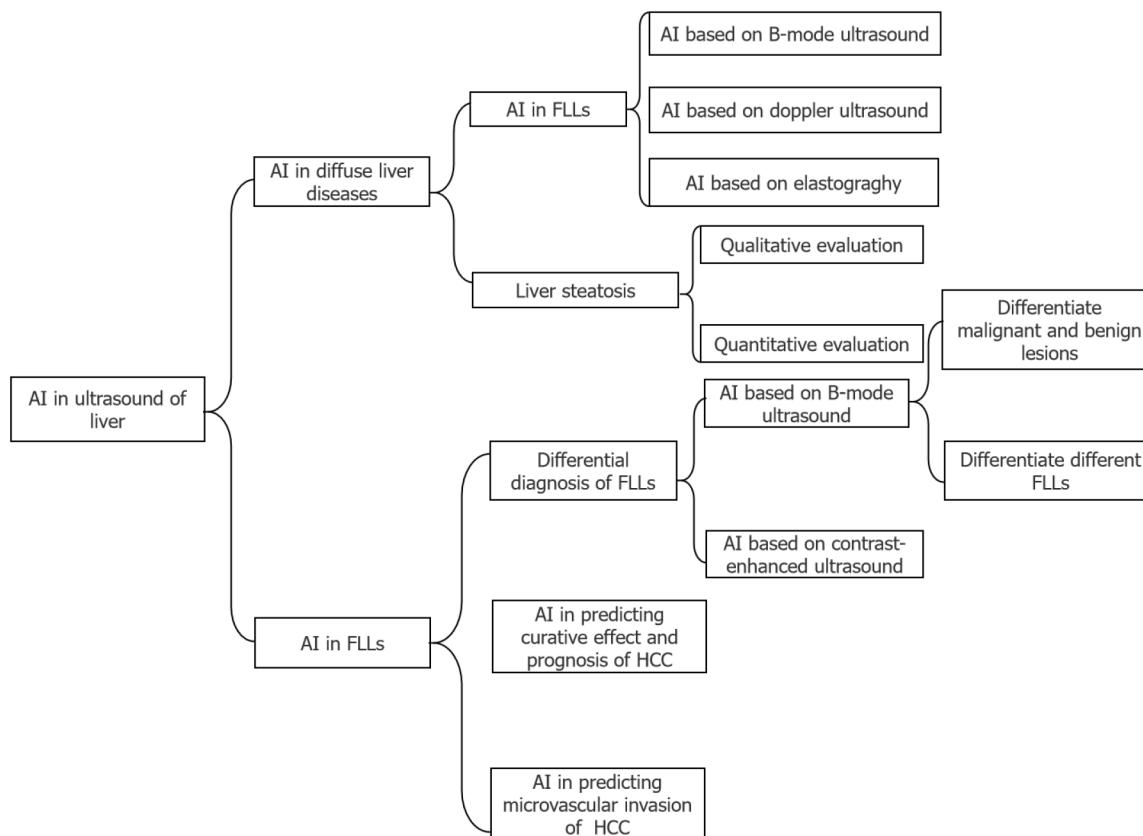 AI based on B-mode ultrasound
AI in FLLs
AI based on doppler ultrasound
AI in diffuse liver
diseases
AI based on elastograghy
Qualitative evaluation
Liver steatosis
Quantitative evaluation
Differentiate
malignant and benign
lesions
AI in ultrasound of
liver
AI based on B-mode
ultrasound
Differential
diagnosis of FLLs
Differentiate different
FLLs
AI based on contrast-
enhanced ultrasound
AI in FLLs
AI in predicting
curative effect and
prognosis of HCC
AI in predicting
microvascular invasion
of HCC